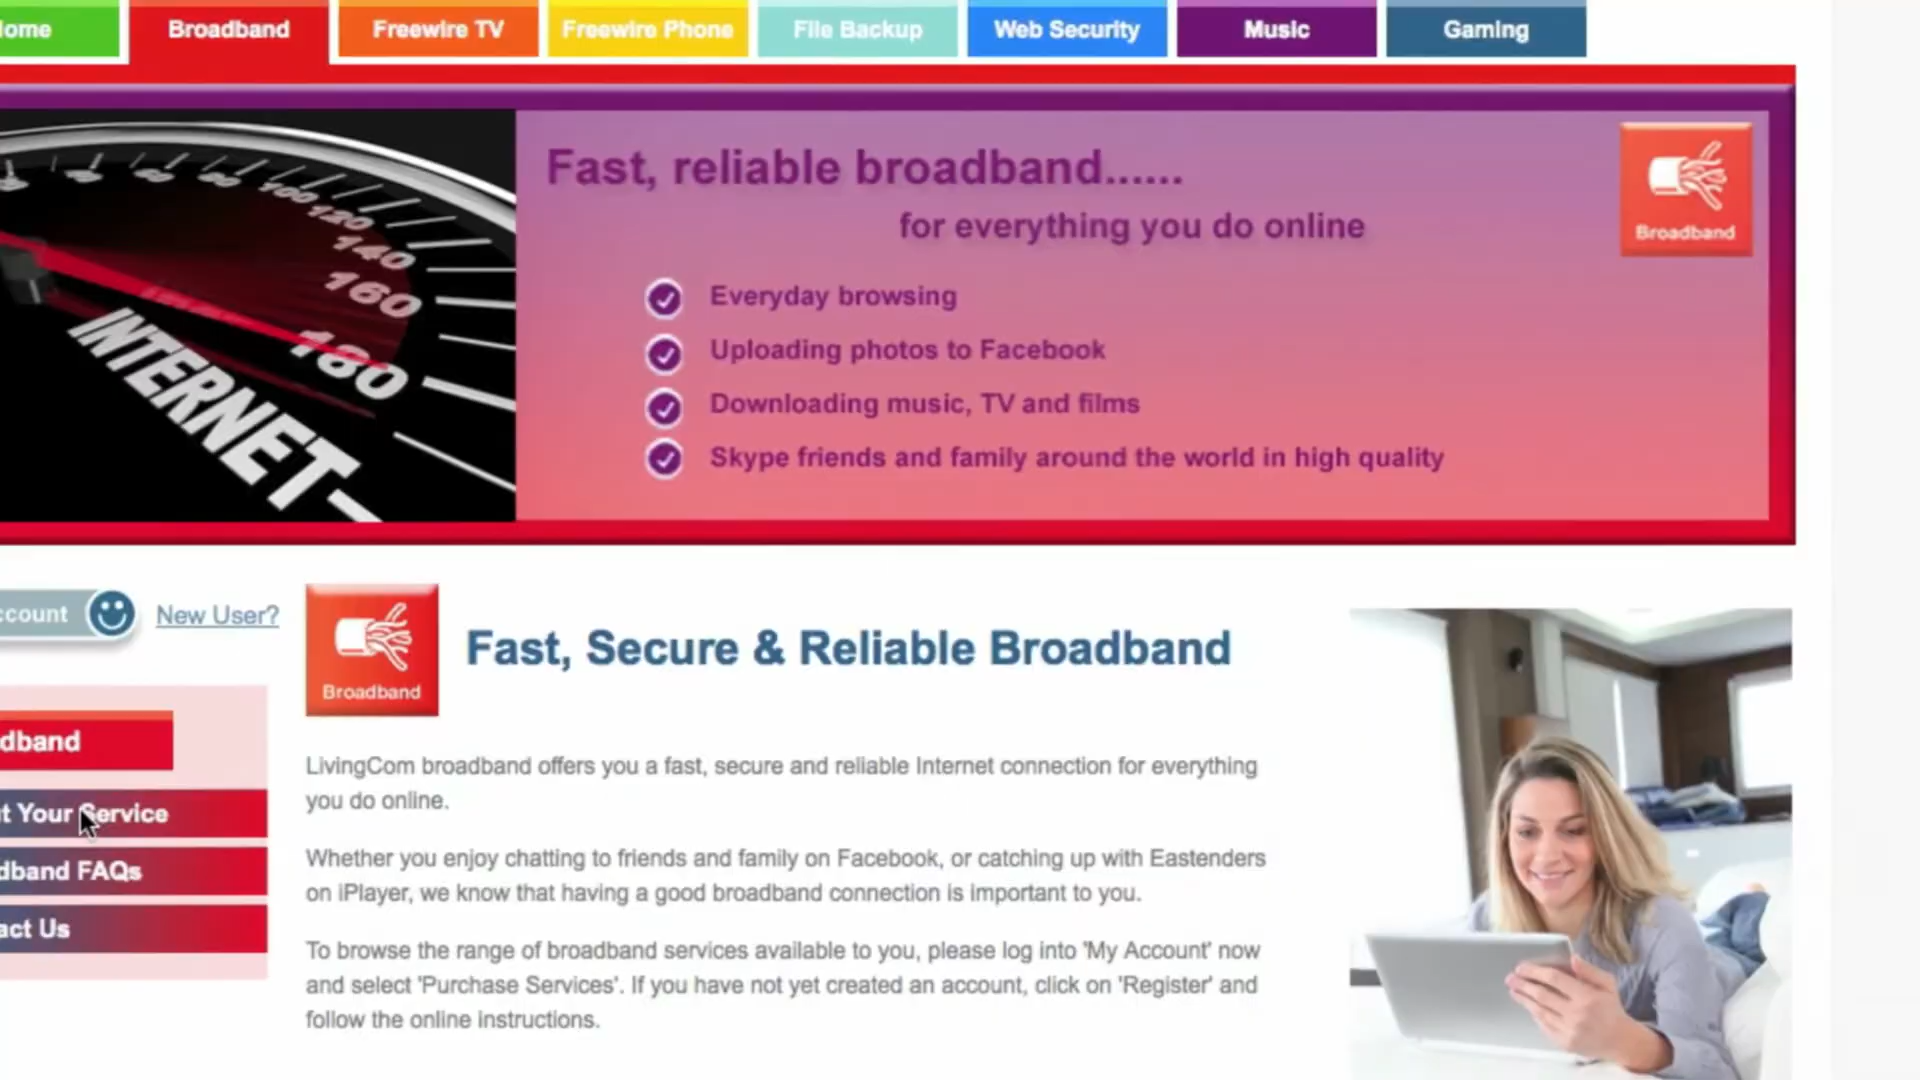 ome
Broadband
Freewire TV
Freewire Phone
File Backup
Web Security
Music
Gaming
Fast, reliable broadband......
for everything you do online
Everyday browsing
Uploading photos to Facebook
Downloading music, TV and films
Skype friends and family around the world in high quality
Broadband
80 100 120 140 160 180
INTERNET
ccount
New User?
dband
t Your Service
dband FAQs
act Us
Broadband
Fast, Secure & Reliable Broadband
LivingCom broadband offers you a fast, secure and reliable Internet connection for everything
you do online.
Whether you enjoy chatting to friends and family on Facebook, or catching up with Eastenders
on iPlayer, we know that having a good broadband connection is important to you.
To browse the range of broadband services available to you, please log into 'My Account' now
and select 'Purchase Services'. If you have not yet created an account, click on 'Register' and
follow the online instructions.